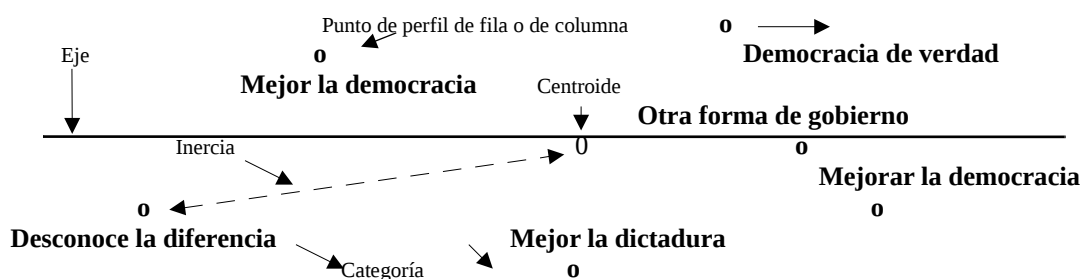 Punto de perfil de fila o de columna
o
o
Democracia de verdad
Eje
o
Mejor la democracia
Centroide
Otra forma de gobierno
Inercia
0
o
Mejorar la democracia
o
o
Desconoce la diferencia
Mejor la dictadura
Categoría
o